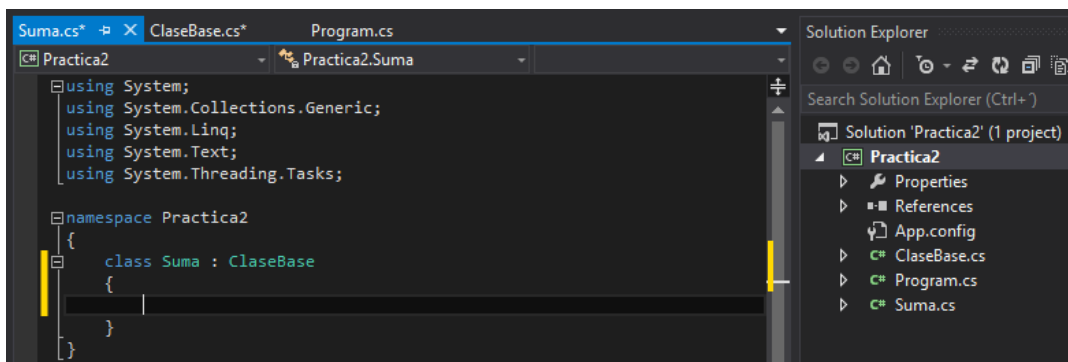 Suma.cs* ClaseBase.cs* Program.cs
C# Practica2 Practica2.Suma
using System;
using System.Collections.Generic;
using System.Linq;
using System.Text;
using System.Threading.Tasks;
namespace Practica2
{
class Suma : ClaseBase
{
}
}
Solution Explorer
Search Solution Explorer (Ctrl+´)
Solution 'Practica2' (1 project)
C# Practica2
Properties
References
App.config
C# ClaseBase.cs
C# Program.cs
C# Suma.cs